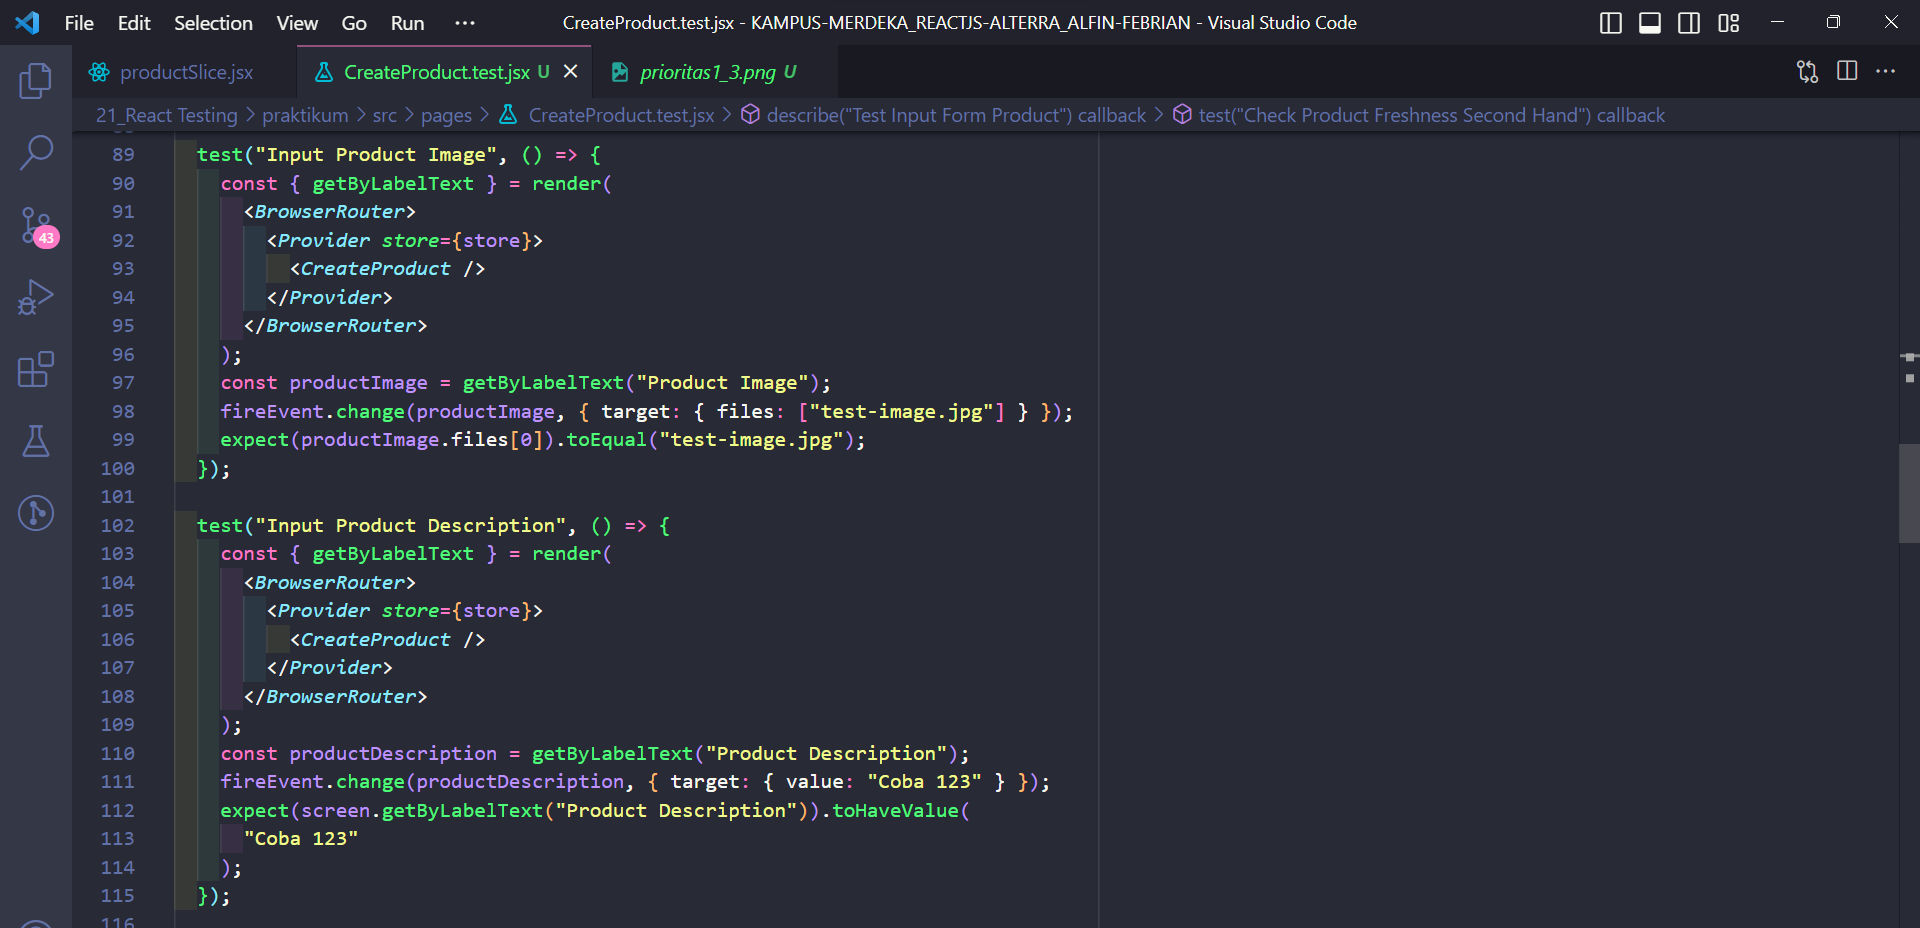 File Edit Selection View Go Run ··· CreateProduct.test.jsx - KAMPUS-MERDEKA_REACTJS-ALTERRA_ALFIN-FEBRIAN - Visual Studio Code
productSlice.jsx CreateProduct.test.jsx U prioritas1_3.png U
21_React Testing > praktikum > src > pages > CreateProduct.test.jsx > describe("Test Input Form Product") callback > test("Check Product Freshness Second Hand") callback
43
89 test("Input Product Image", () => {
90 const { getByLabelText } = render(
91 <BrowserRouter>
92 <Provider store={store}>
93 <CreateProduct />
94 </Provider>
95 </BrowserRouter>
96 );
97 const productImage = getByLabelText("Product Image");
98 fireEvent.change(productImage, { target: { files: ["test-image.jpg"] } });
99 expect(productImage.files[0]).toEqual("test-image.jpg");
100 });
101
102 test("Input Product Description", () => {
103 const { getByLabelText } = render(
104 <BrowserRouter>
105 <Provider store={store}>
106 <CreateProduct />
107 </Provider>
108 </BrowserRouter>
109 );
110 const productDescription = getByLabelText("Product Description");
111 fireEvent.change(productDescription, { target: { value: "Coba 123" } });
112 expect(screen.getByLabelText("Product Description")).toHaveValue(
113 "Coba 123"
114 );
115 });
116